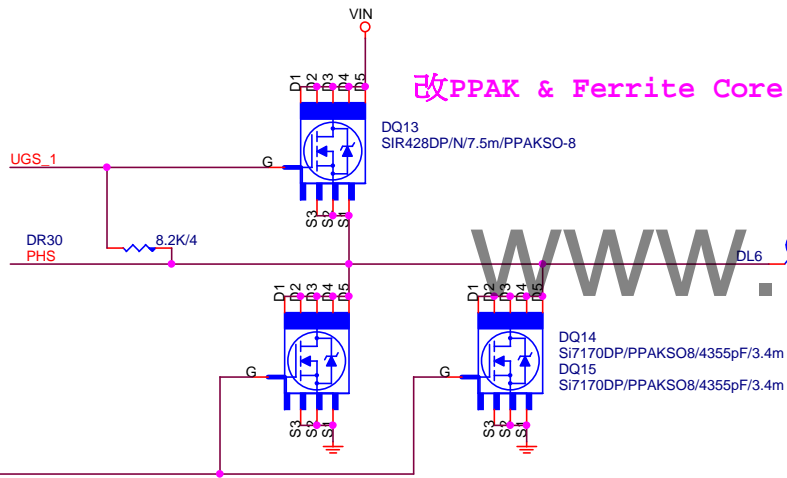 VIN
D1 D2 D3 D4 D5
改PPAK & Ferrite Core
DQ13
SIR428DP/N/7.5m/PPAKSO-8
UGS_1
G
S3 S2 S1
DR30
8.2K/4
PHS
www.
DL6
D1 D2 D3 D4 D5
D1 D2 D3 D4 D5
DQ14
Si7170DP/PPAKSO8/4355pF/3.4m
DQ15
Si7170DP/PPAKSO8/4355pF/3.4m
G
G
S3 S2 S1
S3 S2 S1